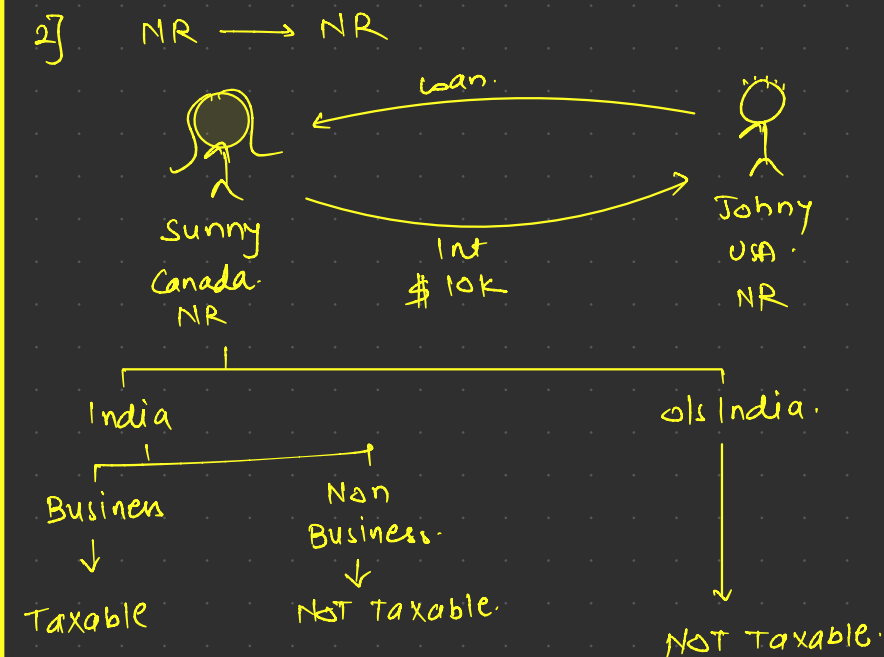 2] NR → NR
Loan.
Sunny
Canada.
NR
Int
$ 10k
Johny
USA.
NR
India
o/s India.
Business
Non
Business.
Taxable
NOT Taxable.
NOT Taxable.